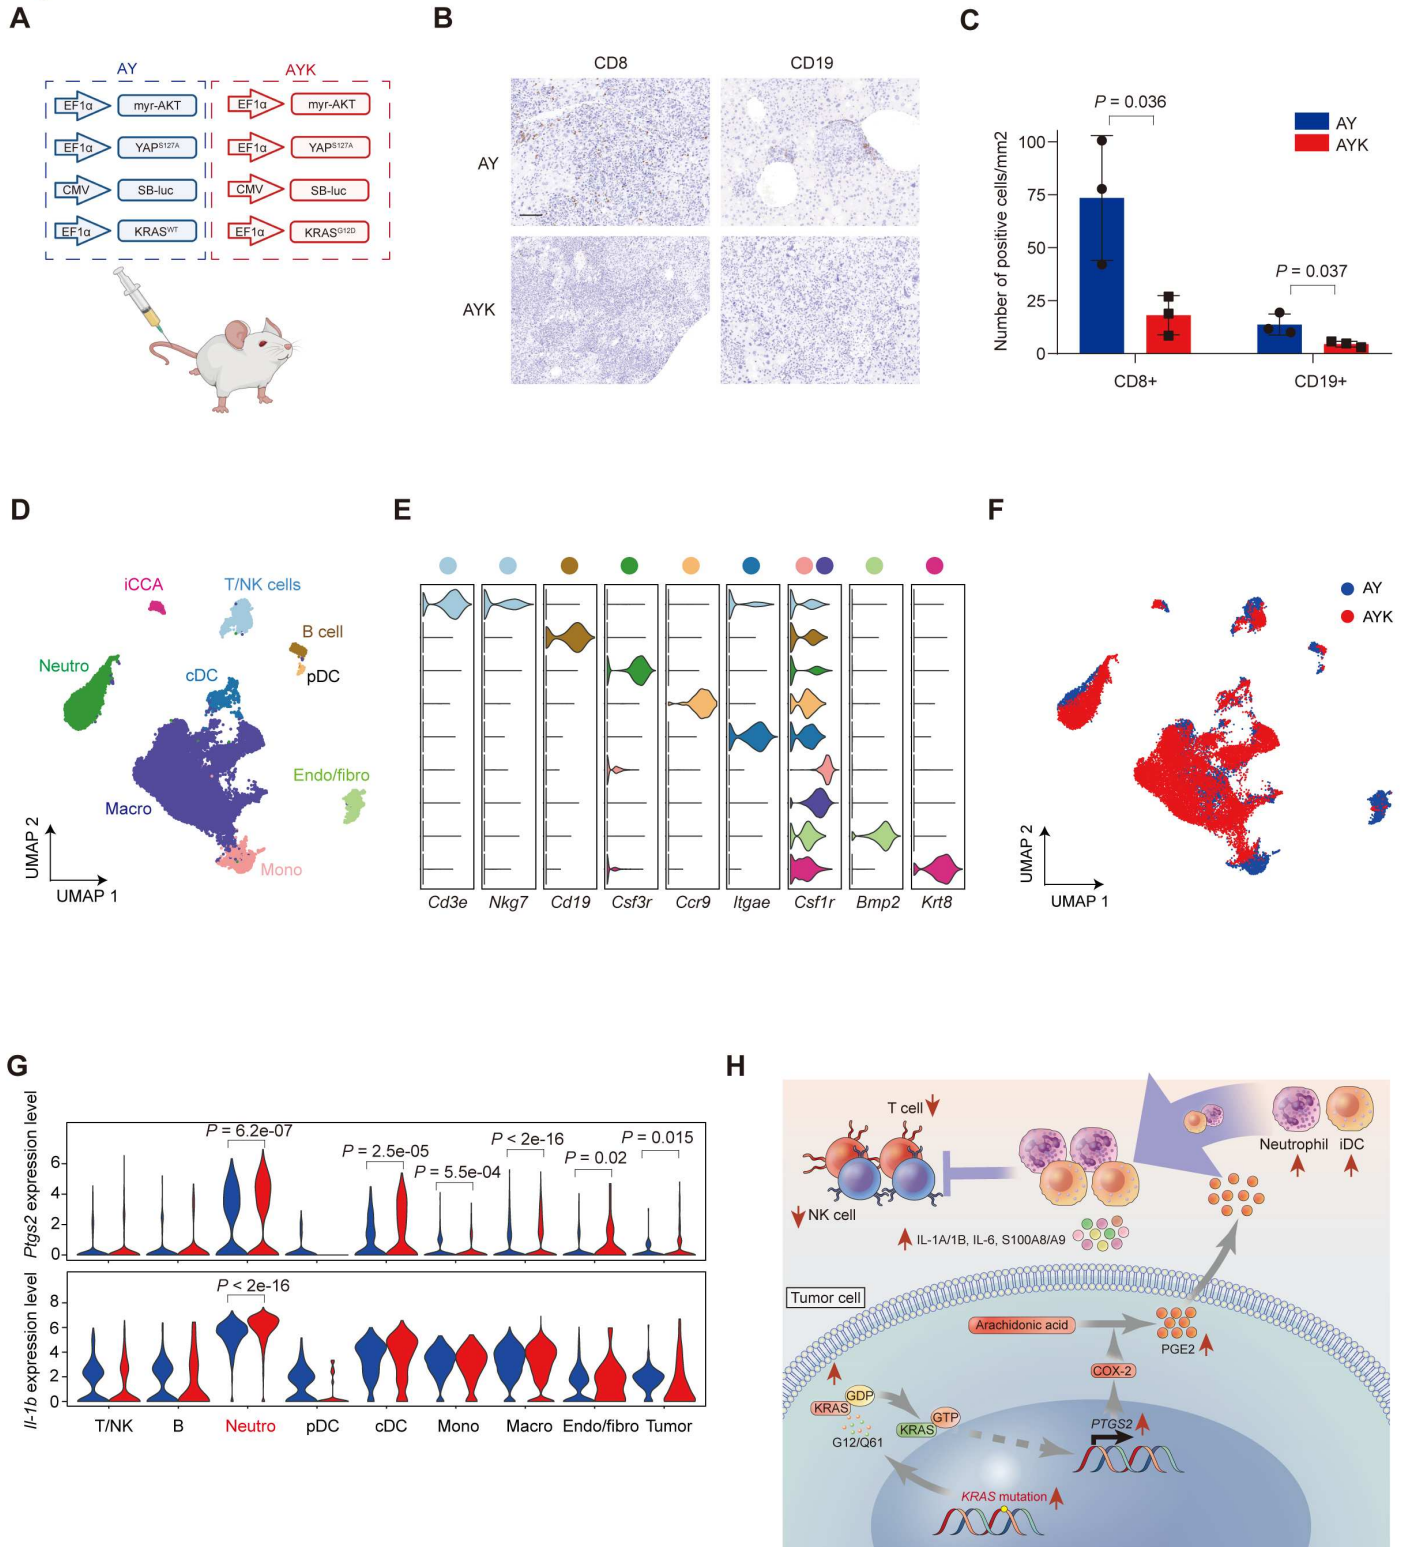 A
AY
AYK
EF1α
myr-AKT
EF1α
myr-AKT
EF1α
YAPS127A
EF1α
YAPS127A
CMV
SB-luc
CMV
SB-luc
EF1α
KRASWT
EF1α
KRASG12D
B
CD8
CD19
AY
AYK
C
P = 0.036
AY
AYK
P = 0.037
Number of positive cells/mm2
100
75
50
25
0
CD8+
CD19+
D
iCCA
T/NK cells
B cell
Neutro
cDC
pDC
Endo/fibro
Macro
Mono
UMAP 2
UMAP 1
E
Cd3e
Nkg7
Cd19
Csf3r
Ccr9
Itgae
Csf1r
Bmp2
Krt8
F
AY
AYK
UMAP 2
UMAP 1
G
Ptgs2 expression level
6
4
2
0
P = 6.2e-07
P = 2.5e-05
P = 5.5e-04
P < 2e-16
P = 0.02
P = 0.015
Il-1b expression level
8
6
4
2
0
P < 2e-16
T/NK
B
Neutro
pDC
cDC
Mono
Macro
Endo/fibro
Tumor
H
T cell
Neutrophil
iDC
NK cell
IL-1A/1B, IL-6, S100A8/A9
Tumor cell
Arachidonic acid
PGE2
COX-2
GDP
KRAS
G12/Q61
GTP
KRAS
PTGS2
KRAS mutation